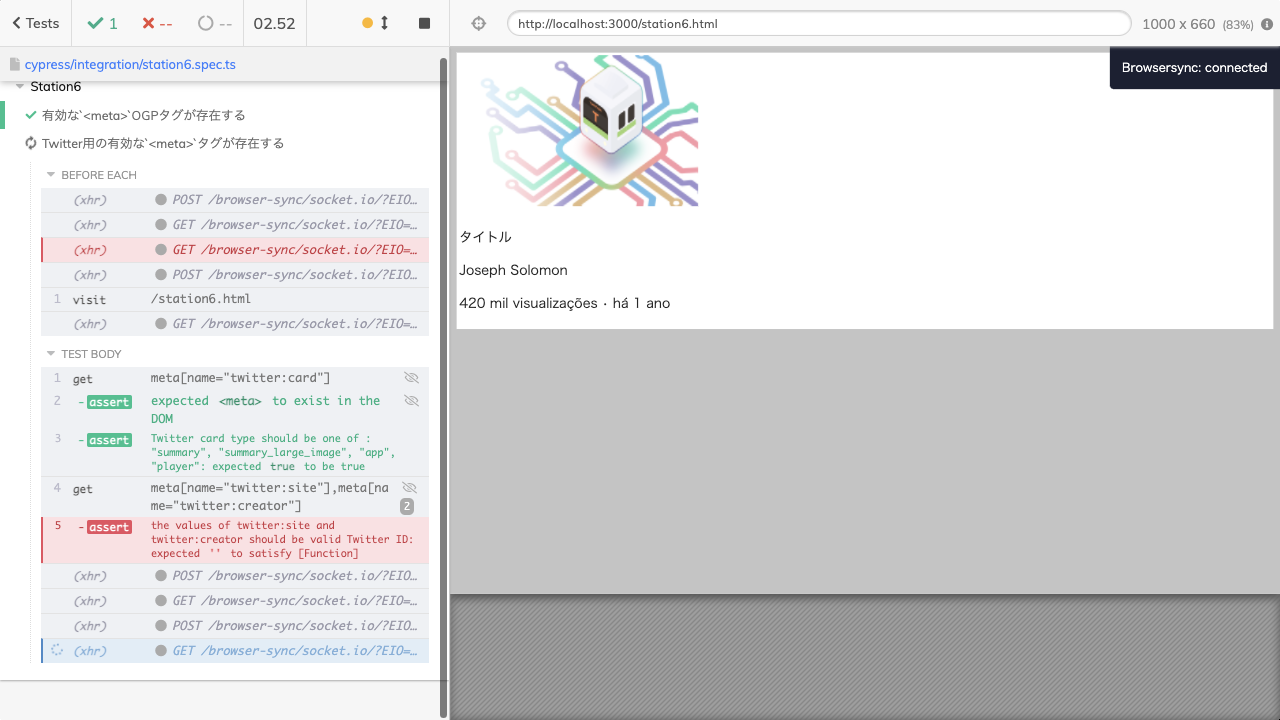 Tests
1
--
--
02.52
http://localhost:3000/station6.html
1000 x 660 (83%)
cypress/integration/station6.spec.ts
Browsersync: connected
Station6
有効な`<meta>`OGPタグが存在する
Twitter用の有効な`<meta>`タグが存在する
BEFORE EACH
(xhr) POST /browser-sync/socket.io/?EIO…
(xhr) GET /browser-sync/socket.io/?EIO=…
(xhr) GET /browser-sync/socket.io/?EIO=…
(xhr) POST /browser-sync/socket.io/?EIO…
1 visit /station6.html
(xhr) GET /browser-sync/socket.io/?EIO=…
TEST BODY
1 get meta[name="twitter:card"]
2 -assert expected <meta> to exist in the
DOM
3 -assert Twitter card type should be one of :
"summary", "summary_large_image", "app",
"player": expected true to be true
4 get meta[name="twitter:site"],meta[na
me="twitter:creator"] 2
5 -assert the values of twitter:site and
twitter:creator should be valid Twitter ID:
expected '' to satisfy [Function]
(xhr) POST /browser-sync/socket.io/?EIO…
(xhr) GET /browser-sync/socket.io/?EIO=…
(xhr) POST /browser-sync/socket.io/?EIO…
(xhr) GET /browser-sync/socket.io/?EIO=…
T
タイトル
Joseph Solomon
420 mil visualizações・há 1 ano